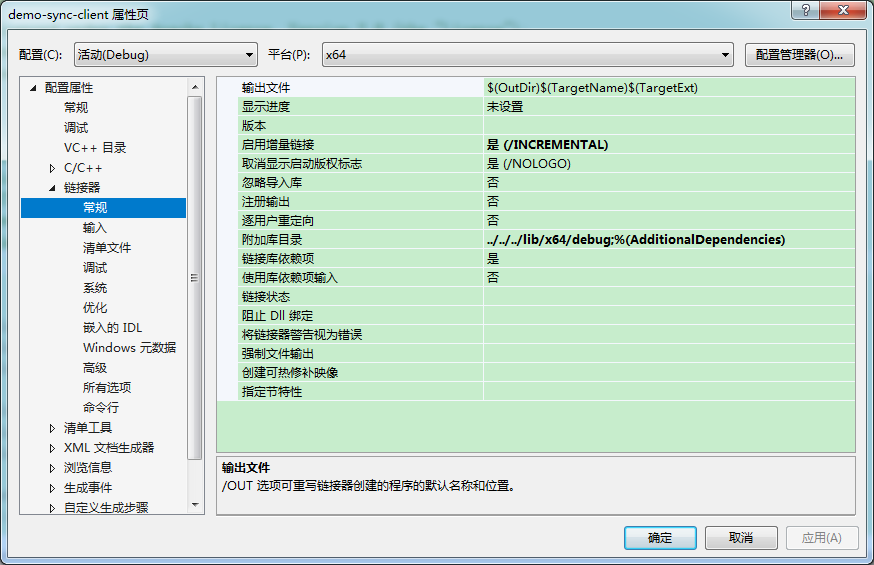 demo-sync-client 属性页
配置(C): 活动(Debug) 平台(P): x64 配置管理器(O)...
配置属性
常规
调试
VC++ 目录
C/C++
链接器
常规
输入
清单文件
调试
系统
优化
嵌入的 IDL
Windows 元数据
高级
所有选项
命令行
清单工具
XML 文档生成器
浏览信息
生成事件
自定义生成步骤
输出文件 $(OutDir)$(TargetName)$(TargetExt)
显示进度 未设置
版本
启用增量链接 是 (/INCREMENTAL)
取消显示启动版权标志 是 (/NOLOGO)
忽略导入库 否
注册输出 否
逐用户重定向 否
附加库目录 ../../../lib/x64/debug;%(AdditionalDependencies)
链接库依赖项 是
使用库依赖项输入 否
链接状态
阻止 Dll 绑定
将链接器警告视为错误
强制文件输出
创建可热修补映像
指定节特性
输出文件
/OUT 选项可重写链接器创建的程序的默认名称和位置。
确定 取消 应用(A)